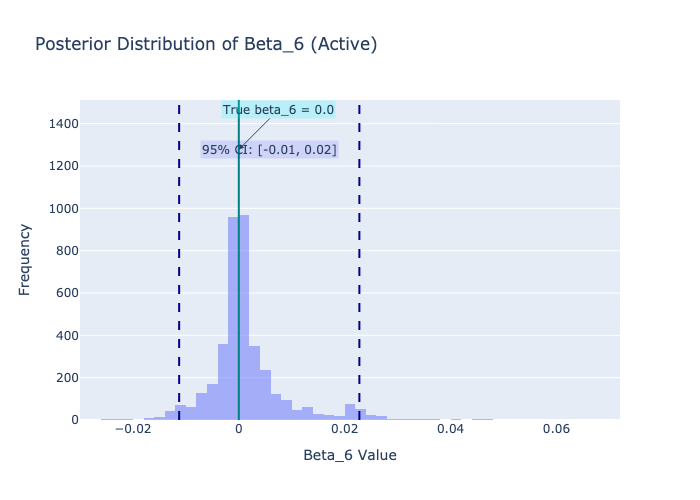 Posterior Distribution of Beta_6 (Active)
True beta_6 = 0.0
95% CI: [-0.01, 0.02]
1400
1200
1000
800
600
400
200
0
Frequency
−0.02
0
0.02
0.04
0.06
Beta_6 Value